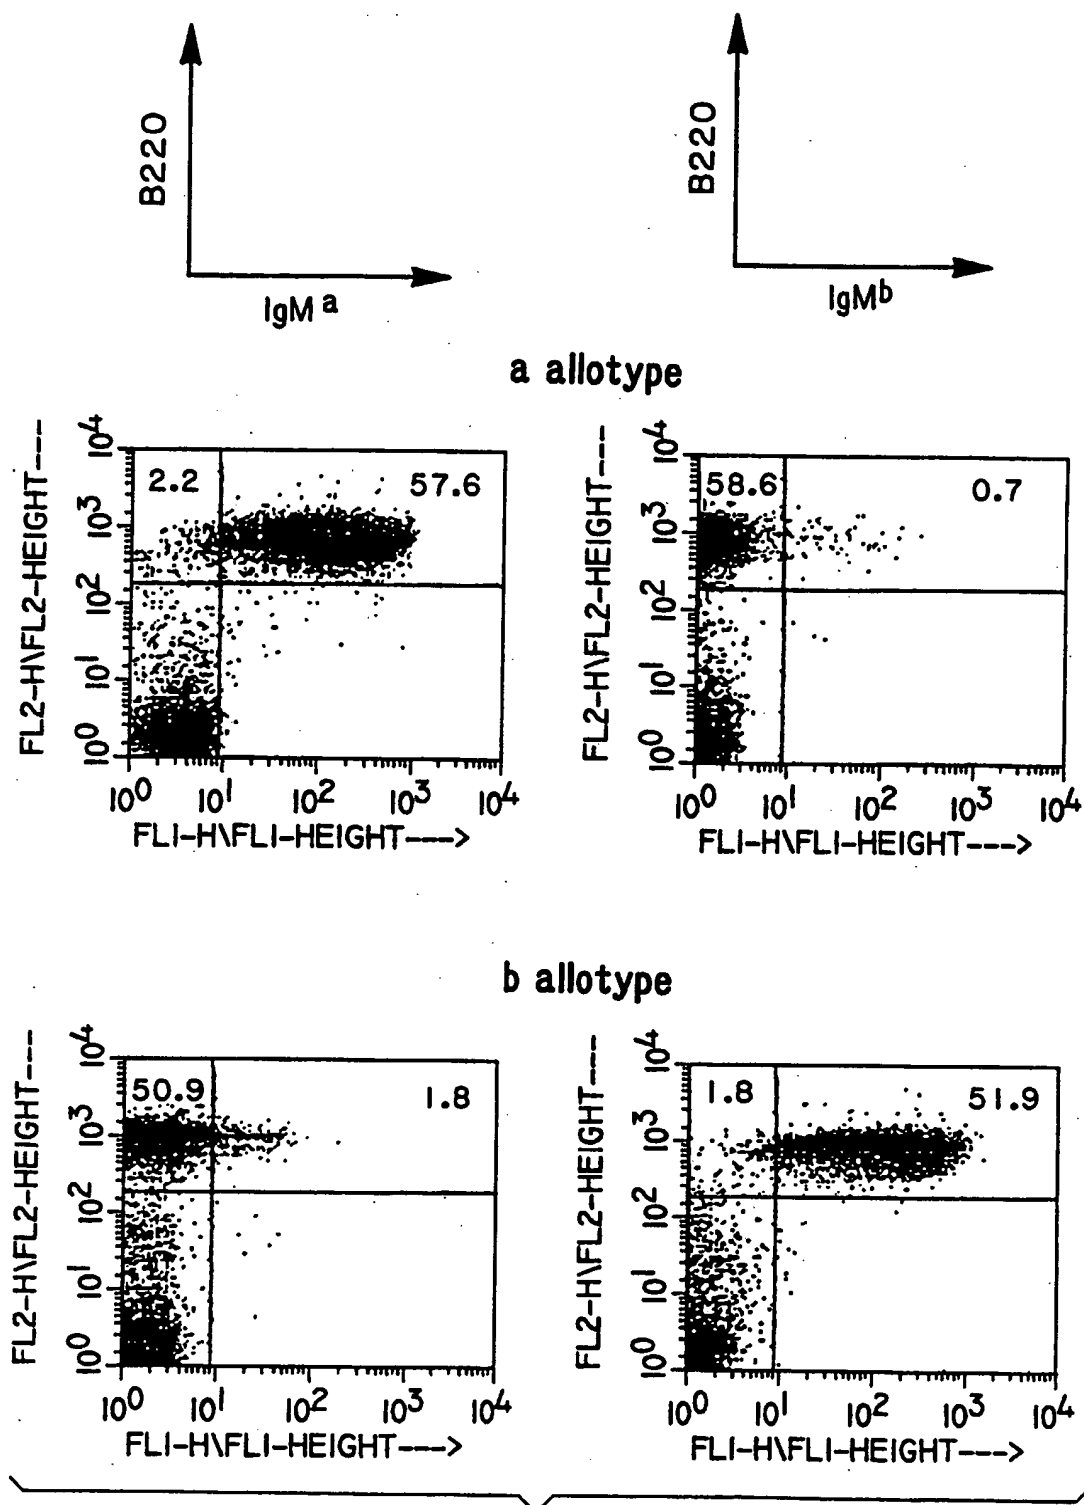 B220
IgM a
B220
IgM b
a allotype
FL2-H\FL2-HEIGHT---
10⁴
10³
10²
10¹
10⁰
2.2
57.6
10⁰ 10¹ 10² 10³ 10⁴
FL1-H\FL1-HEIGHT--->
FL2-H\FL2-HEIGHT---
10⁴
10³
10²
10¹
10⁰
58.6
0.7
10⁰ 10¹ 10² 10³ 10⁴
FL1-H\FL1-HEIGHT--->
b allotype
FL2-H\FL2-HEIGHT---
10⁴
10³
10²
10¹
10⁰
50.9
1.8
10⁰ 10¹ 10² 10³ 10⁴
FL1-H\FL1-HEIGHT--->
FL2-H\FL2-HEIGHT---
10⁴
10³
10²
10¹
10⁰
1.8
51.9
10⁰ 10¹ 10² 10³ 10⁴
FL1-H\FL1-HEIGHT--->